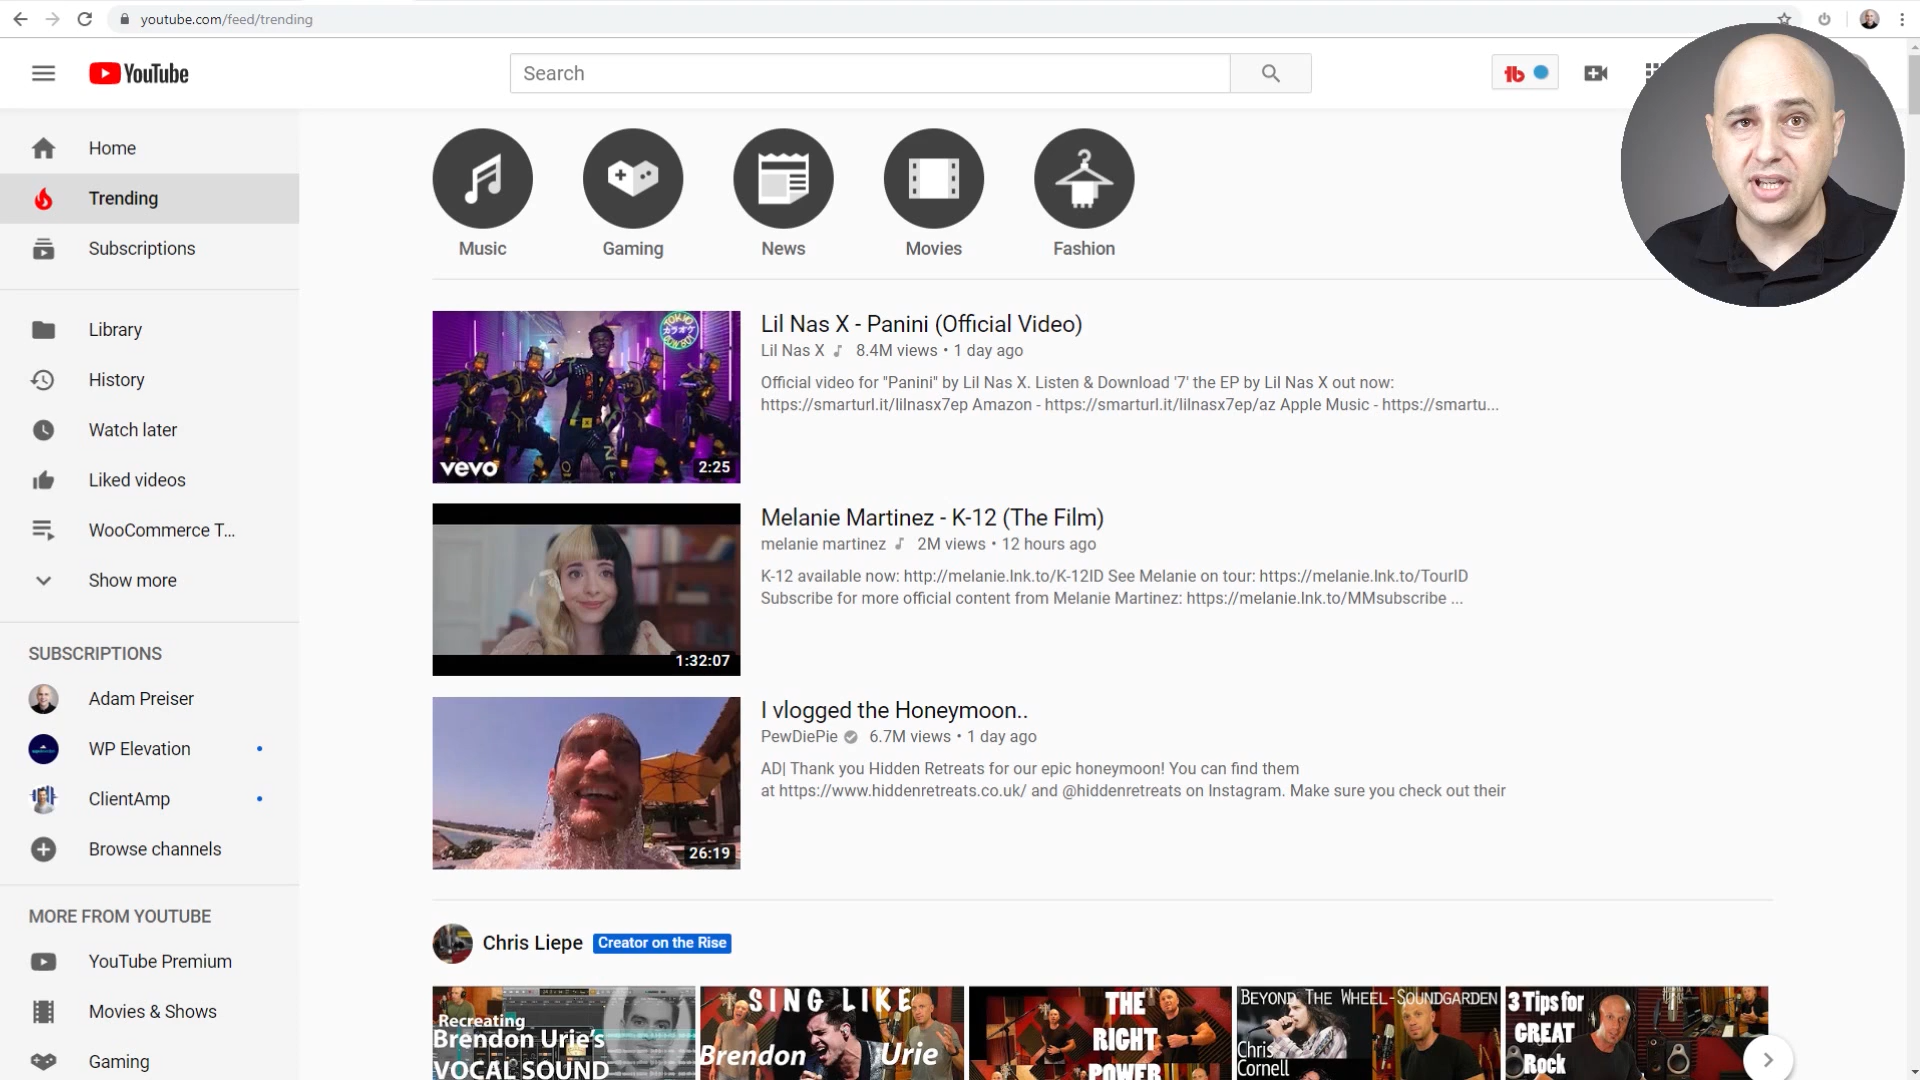 youtube.com/feed/trending
YouTube
Search
Home
Trending
Subscriptions
Library
History
Watch later
Liked videos
WooCommerce T...
Show more
SUBSCRIPTIONS
Adam Preiser
WP Elevation
ClientAmp
Browse channels
MORE FROM YOUTUBE
YouTube Premium
Movies & Shows
Gaming
Music
Gaming
News
Movies
Fashion
vevo
2:25
Lil Nas X - Panini (Official Video)
Lil Nas X 8.4M views • 1 day ago
Official video for "Panini" by Lil Nas X. Listen & Download '7' the EP by Lil Nas X out now:
https://smarturl.it/lilnasx7ep Amazon - https://smarturl.it/lilnasx7ep/az Apple Music - https://smartu...
1:32:07
Melanie Martinez - K-12 (The Film)
melanie martinez 2M views • 12 hours ago
K-12 available now: http://melanie.lnk.to/K-12ID See Melanie on tour: https://melanie.lnk.to/TourID
Subscribe for more official content from Melanie Martinez: https://melanie.lnk.to/MMsubscribe ...
26:19
I vlogged the Honeymoon..
PewDiePie 6.7M views • 1 day ago
AD| Thank you Hidden Retreats for our epic honeymoon! You can find them
at https://www.hiddenretreats.co.uk/ and @hiddenretreats on Instagram. Make sure you check out their
Chris Liepe Creator on the Rise
Recreating
Brendon Urie's
VOCAL SOUND
SING LIKE
Brendon Urie
THE
RIGHT
POWER
BEYOND THE WHEEL-SOUNDGARDEN
Chris
Cornell
3 Tips for
GREAT
Rock